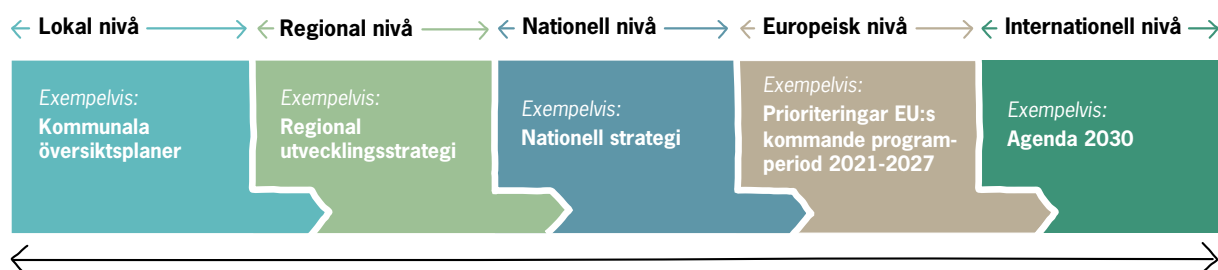 Lokal nivå
Regional nivå
Nationell nivå
Europeisk nivå
Internationell nivå
Exempelvis:
Kommunala
översiktsplaner
Exempelvis:
Regional
utvecklingsstrategi
Exempelvis:
Nationell strategi
Exempelvis:
Prioriteringar EU:s
kommande program-
period 2021-2027
Exempelvis:
Agenda 2030